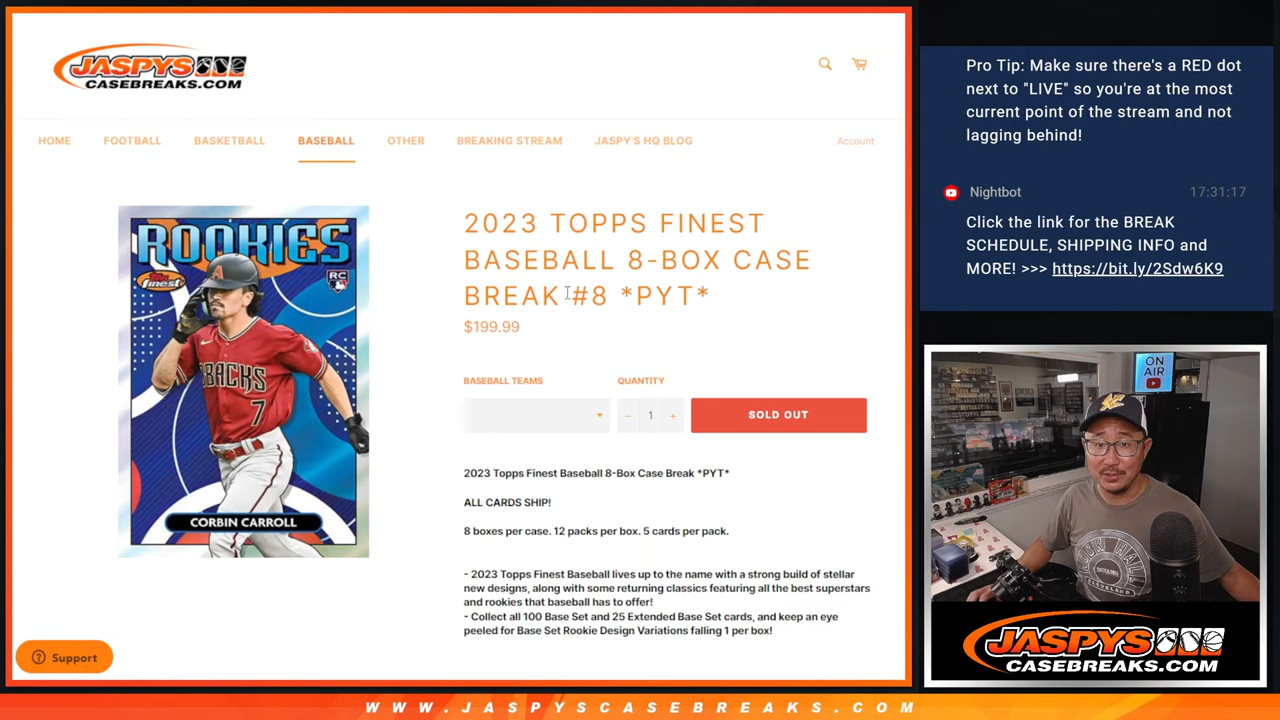 JASPYS
CASEBREAKS.COM
HOME FOOTBALL BASKETBALL BASEBALL OTHER BREAKING STREAM JASPY'S HQ BLOG Account
ROOKIES
Topps
finest
RC
A
DBACKS
7
CORBIN CARROLL
2023 TOPPS FINEST
BASEBALL 8-BOX CASE
BREAK #8 *PYT*
$199.99
BASEBALL TEAMS QUANTITY
− 1 + SOLD OUT
2023 Topps Finest Baseball 8-Box Case Break *PYT*
ALL CARDS SHIP!
8 boxes per case. 12 packs per box. 5 cards per pack.
- 2023 Topps Finest Baseball lives up to the name with a strong build of stellar
new designs, along with some returning classics featuring all the best superstars
and rookies that baseball has to offer!
- Collect all 100 Base Set and 25 Extended Base Set cards, and keep an eye
peeled for Base Set Rookie Design Variations falling 1 per box!
Support
Pro Tip: Make sure there's a RED dot
next to "LIVE" so you're at the most
current point of the stream and not
lagging behind!
Nightbot 17:31:17
Click the link for the BREAK
SCHEDULE, SHIPPING INFO and
MORE! >>> https://bit.ly/2Sdw6K9
ON
AIR
CLEVELAND
JASPYS
CASEBREAKS.COM
WWW.JASPYSCASEBREAKS.COM